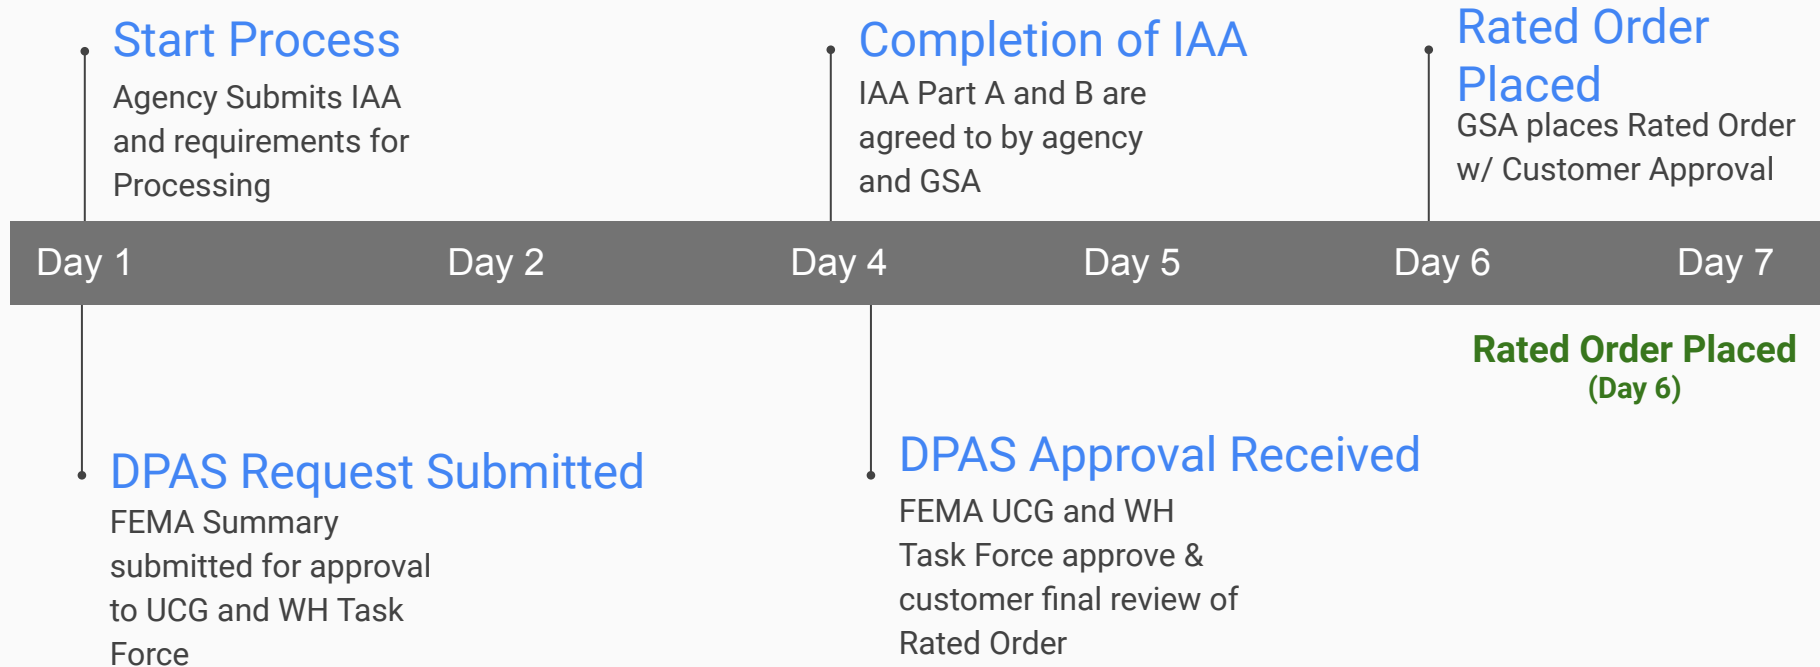 Start Process
Agency Submits IAA
and requirements for
Processing
Completion of IAA
IAA Part A and B are
agreed to by agency
and GSA
Rated Order
Placed
GSA places Rated Order
w/ Customer Approval
Day 1
Day 2
Day 4
Day 5
Day 6
Day 7
Rated Order Placed
(Day 6)
DPAS Request Submitted
FEMA Summary
submitted for approval
to UCG and WH Task
Force
DPAS Approval Received
FEMA UCG and WH
Task Force approve &
customer final review of
Rated Order